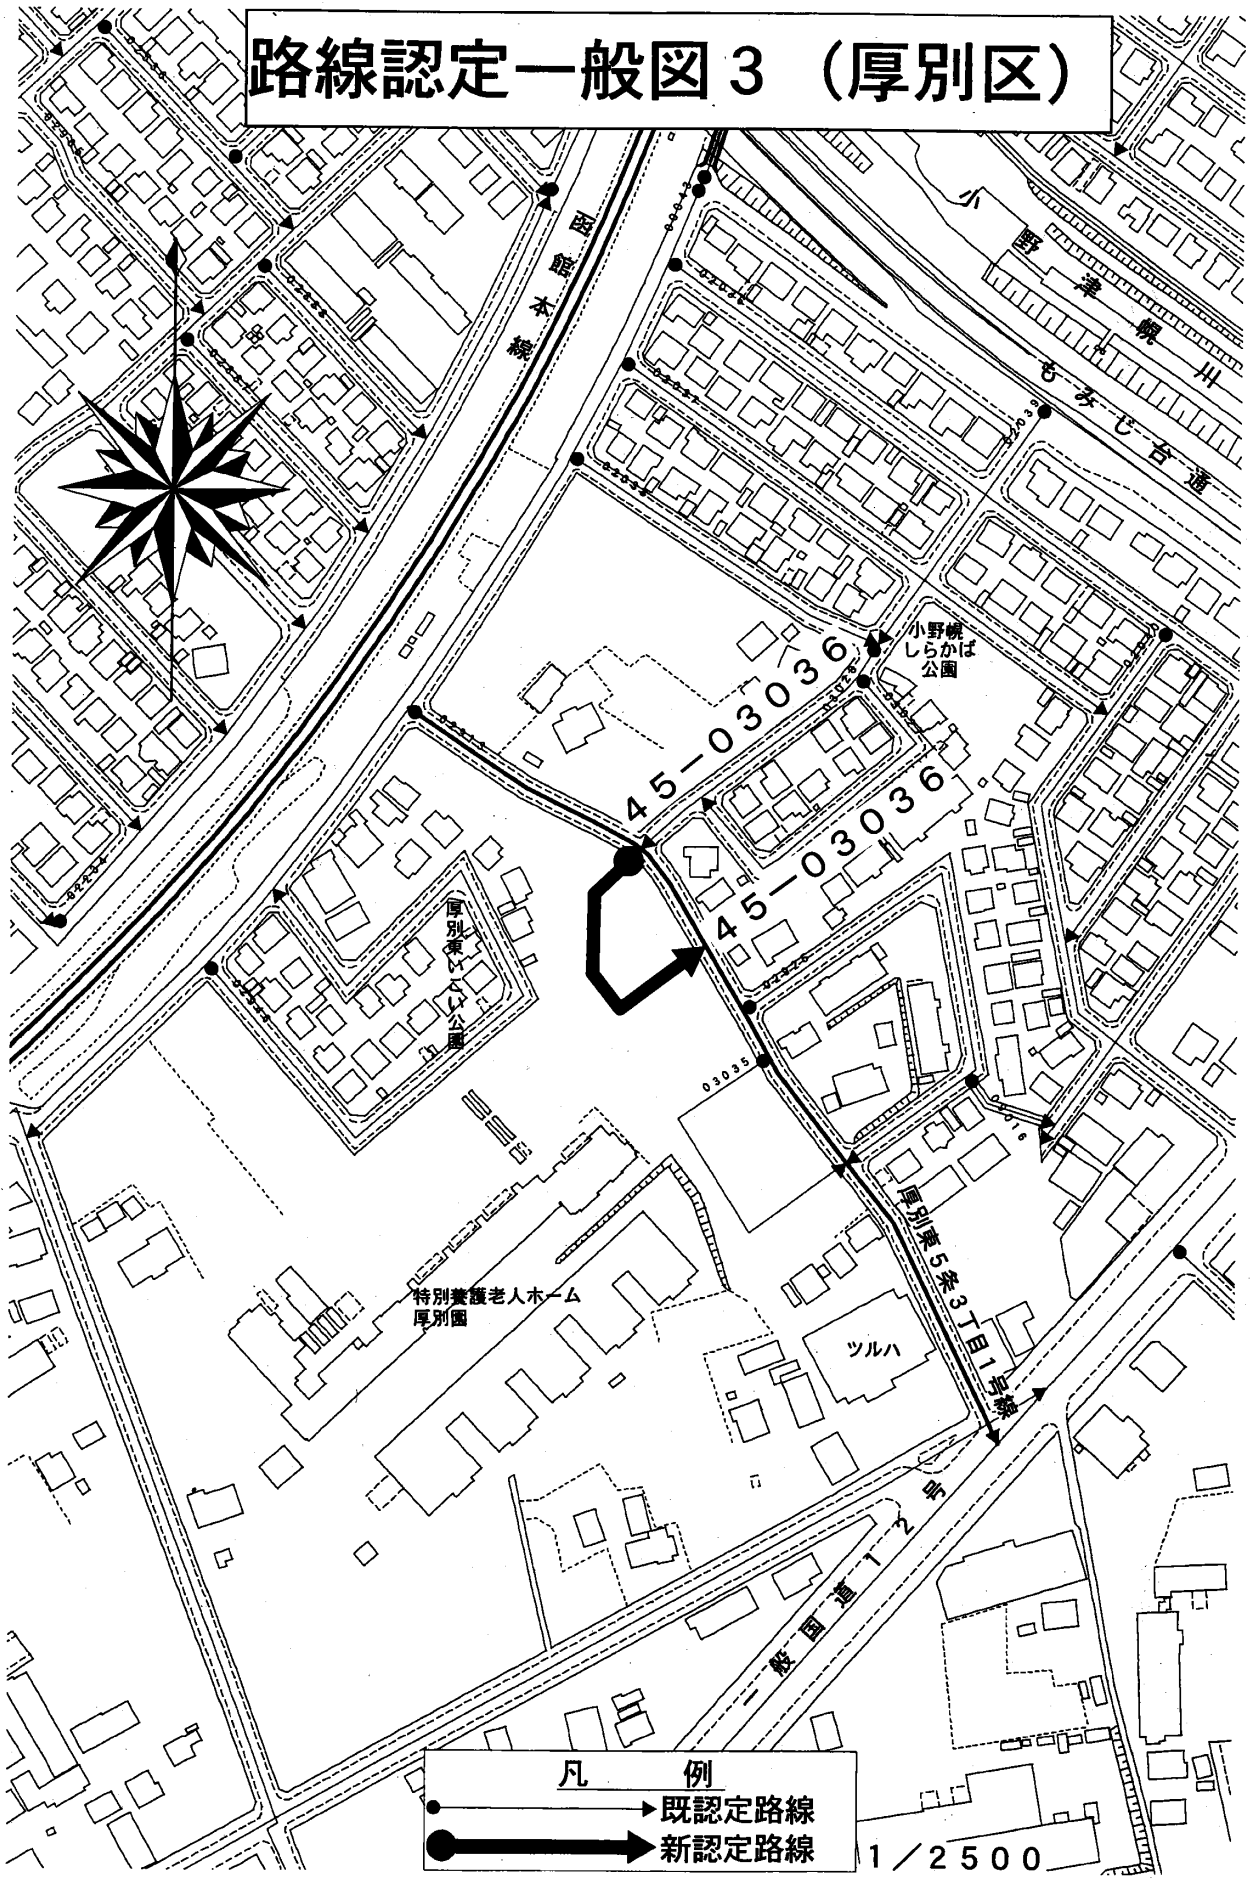 路線認定一般図３（厚別区）
函館本線
小野津幌川
もみじ台通
小野幌
しらかば
公園
４５－０３０３６
４５－０３０３６
厚別東いこい公園
03035
厚別東５条３丁目１号線
特別養護老人ホーム
厚別園
ツルハ
一般国道１２号
凡　例
既認定路線
新認定路線
１／２５００